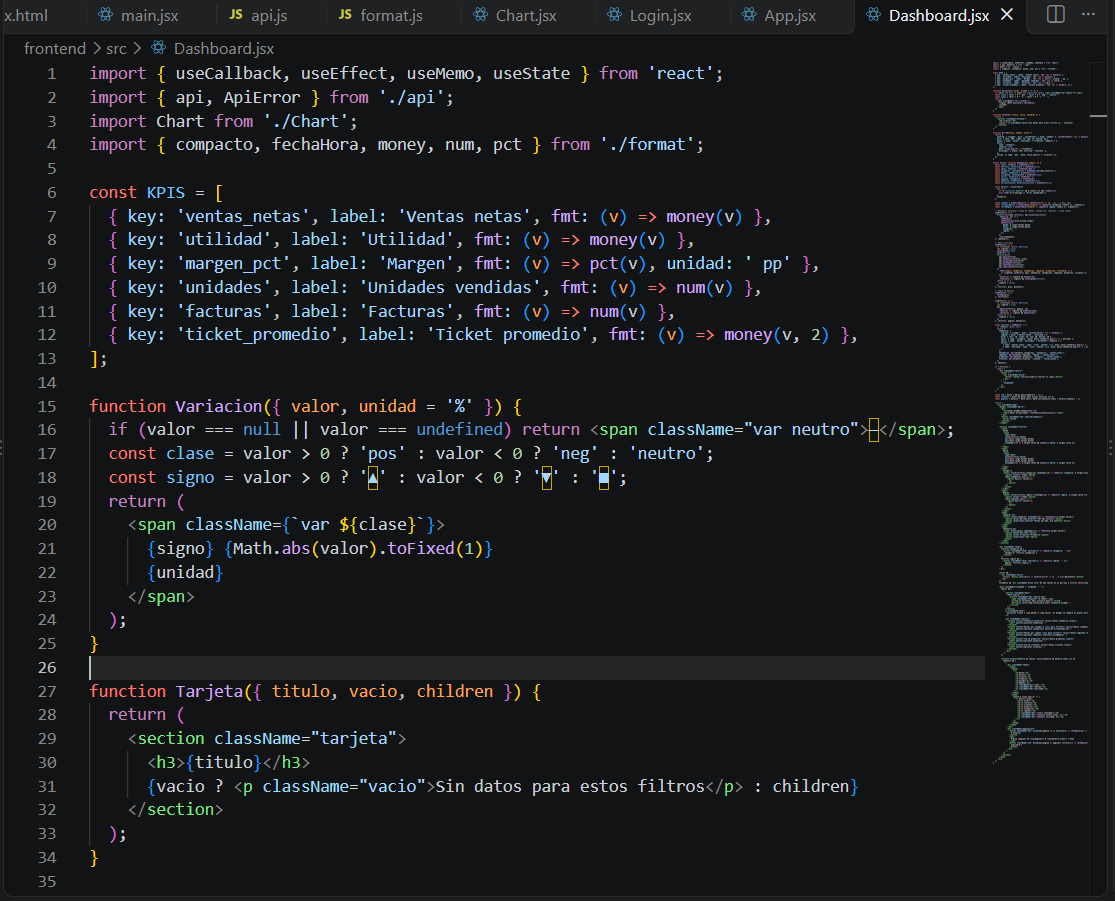 x.html main.jsx JS api.js JS format.js Chart.jsx Login.jsx App.jsx Dashboard.jsx
frontend > src > Dashboard.jsx
1 import { useCallback, useEffect, useMemo, useState } from 'react';
2 import { api, ApiError } from './api';
3 import Chart from './Chart';
4 import { compacto, fechaHora, money, num, pct } from './format';
5
6 const KPIS = [
7 { key: 'ventas_netas', label: 'Ventas netas', fmt: (v) => money(v) },
8 { key: 'utilidad', label: 'Utilidad', fmt: (v) => money(v) },
9 { key: 'margen_pct', label: 'Margen', fmt: (v) => pct(v), unidad: ' pp' },
10 { key: 'unidades', label: 'Unidades vendidas', fmt: (v) => num(v) },
11 { key: 'facturas', label: 'Facturas', fmt: (v) => num(v) },
12 { key: 'ticket_promedio', label: 'Ticket promedio', fmt: (v) => money(v, 2) },
13 ];
14
15 function Variacion({ valor, unidad = '%' }) {
16 if (valor === null || valor === undefined) return <span className="var neutro">—</span>;
17 const clase = valor > 0 ? 'pos' : valor < 0 ? 'neg' : 'neutro';
18 const signo = valor > 0 ? '▲' : valor < 0 ? '▼' : '■';
19 return (
20 <span className={`var ${clase}`}>
21 {signo} {Math.abs(valor).toFixed(1)}
22 {unidad}
23 </span>
24 );
25 }
26
27 function Tarjeta({ titulo, vacio, children }) {
28 return (
29 <section className="tarjeta">
30 <h3>{titulo}</h3>
31 {vacio ? <p className="vacio">Sin datos para estos filtros</p> : children}
32 </section>
33 );
34 }
35